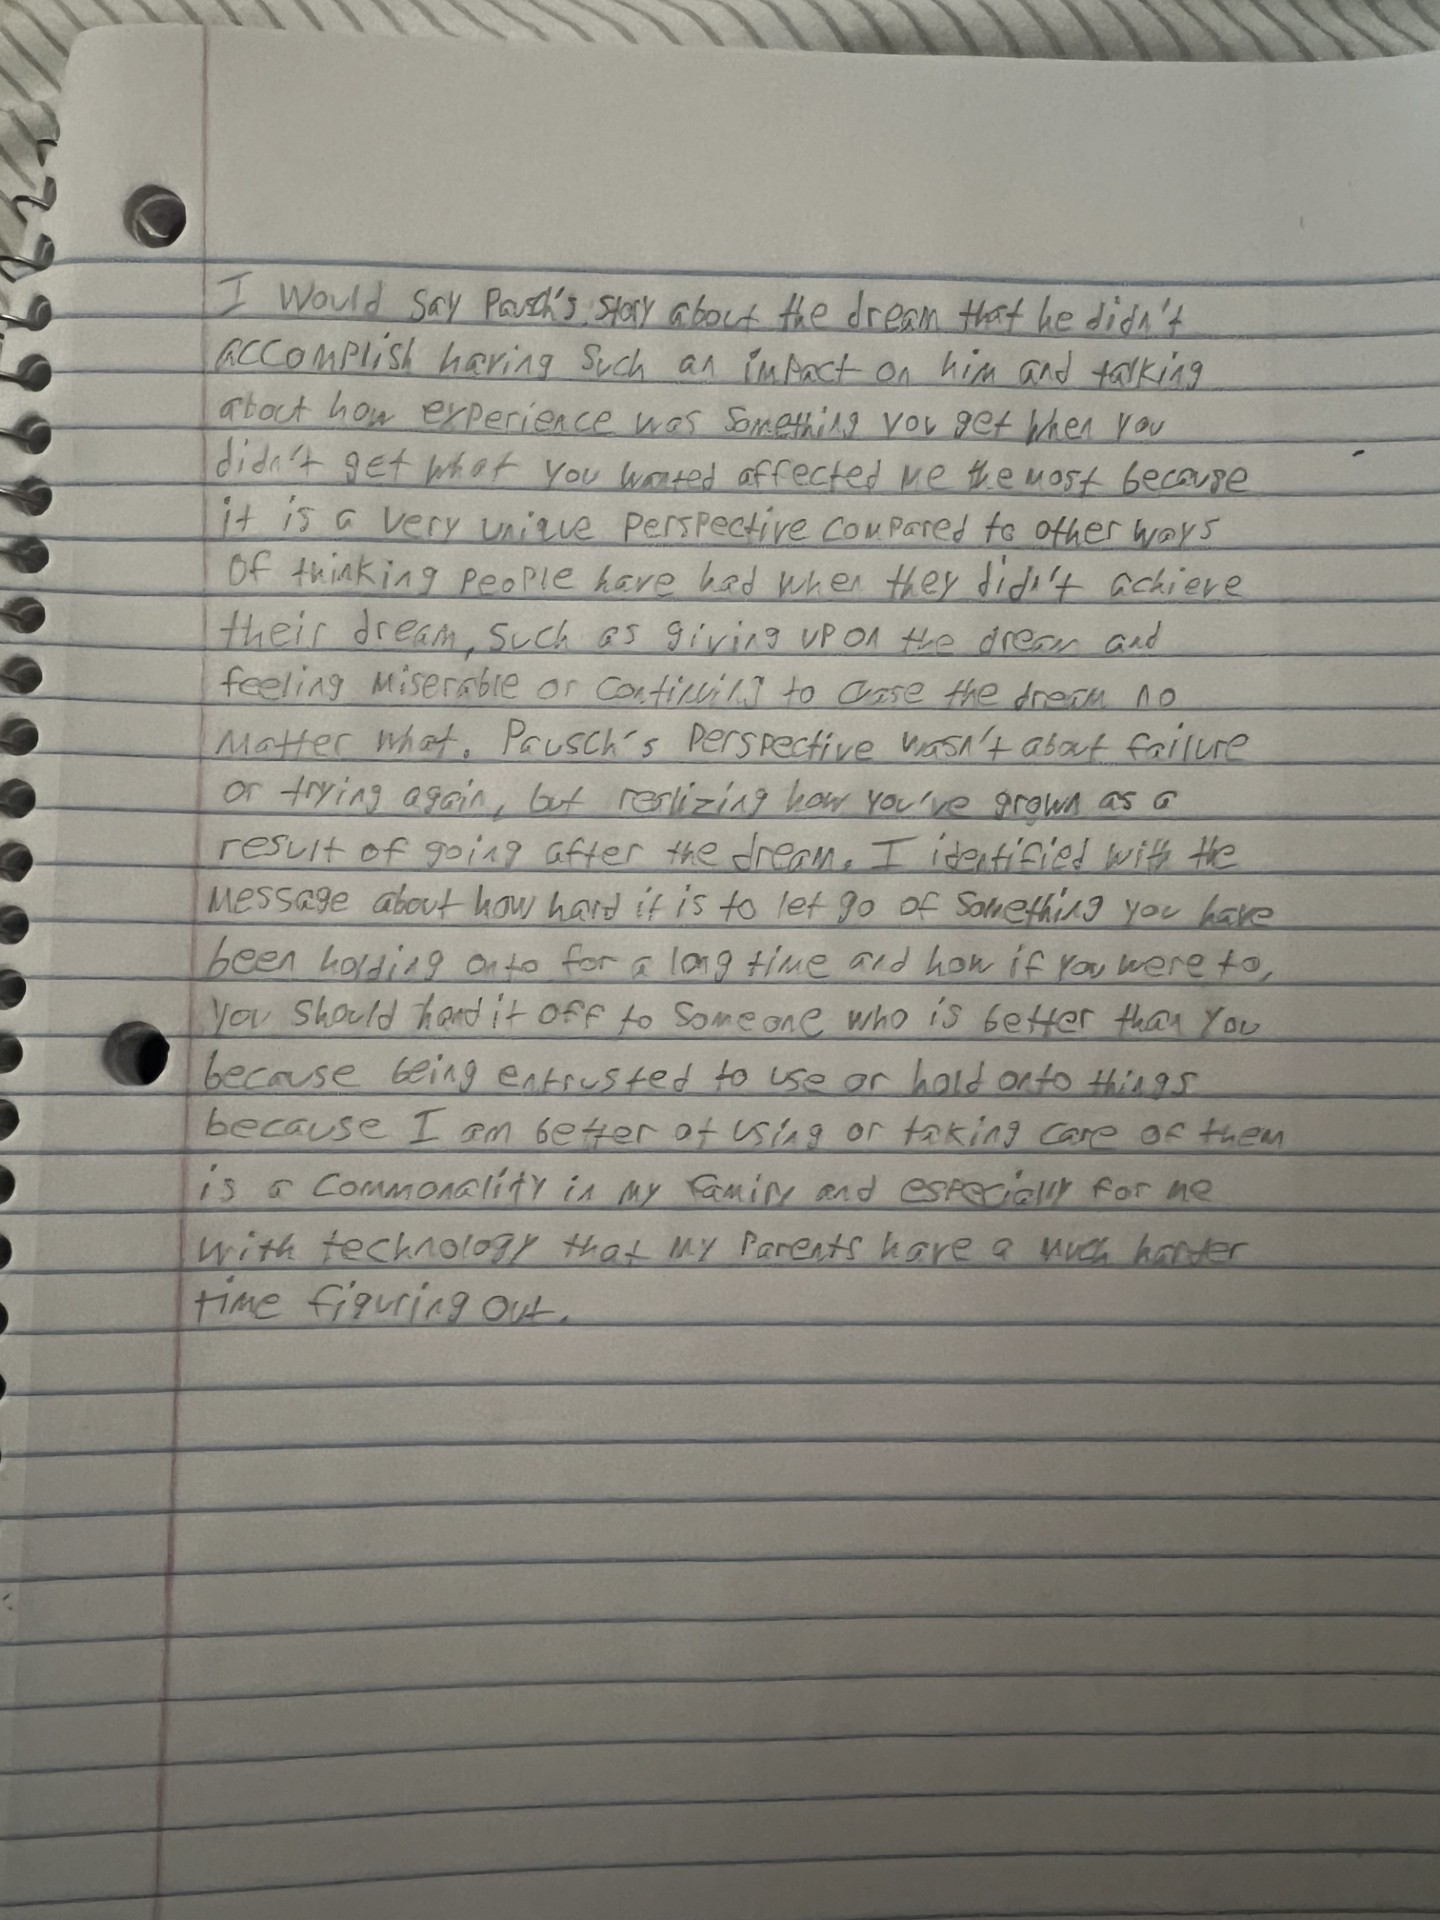 I would say Pausch's story about the dream that he didn't
accomplish having such an impact on him and talking
about how experience was something you get when you
didn't get what you wanted affected me the most because
it is a very unique perspective compared to other ways
of thinking people have had when they didn't achieve
their dream, such as giving up on the dream and
feeling miserable or continuing to chase the dream no
matter what. Pausch's perspective wasn't about failure
or trying again, but realizing how you've grown as a
result of going after the dream. I identified with the
message about how hard it is to let go of something you have
been holding onto for a long time and how if you were to,
you should hand it off to someone who is better than you
because being entrusted to use or hold onto things
because I am better at using or taking care of them
is a commonality in my family and especially for me
with technology that my parents have a much harder
time figuring out.